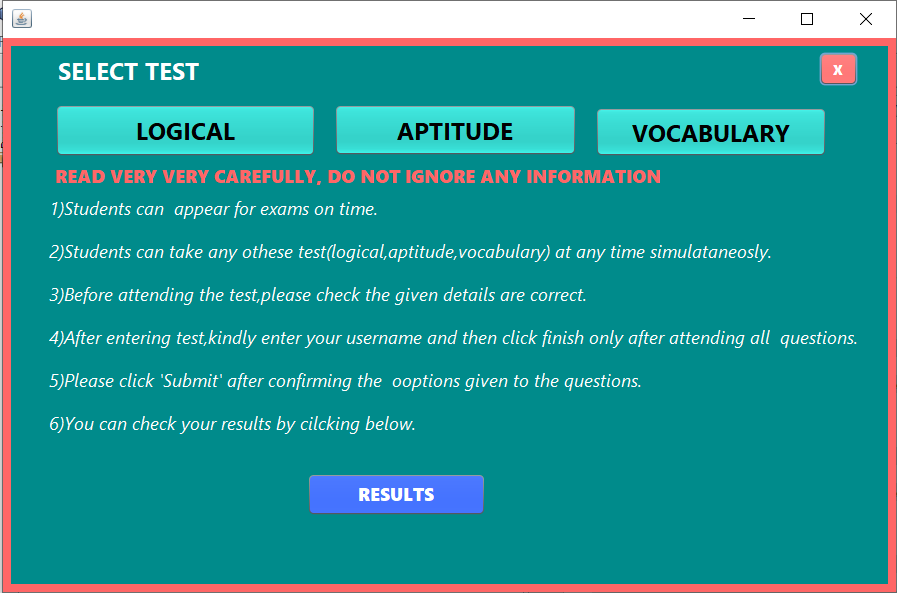 SELECT TEST
x
LOGICAL APTITUDE VOCABULARY
READ VERY VERY CAREFULLY, DO NOT IGNORE ANY INFORMATION
1)Students can  appear for exams on time.
2)Students can take any othese test(logical,aptitude,vocabulary) at any time simulataneosly.
3)Before attending the test,please check the given details are correct.
4)After entering test,kindly enter your username and then click finish only after attending all  questions.
5)Please click 'Submit' after confirming the  ooptions given to the questions.
6)You can check your results by cilcking below.
RESULTS